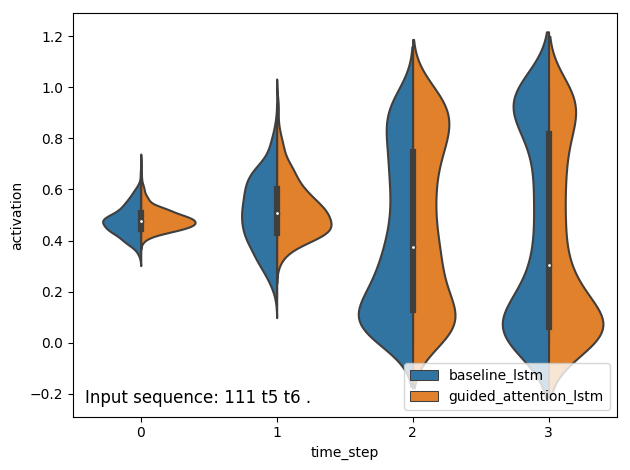 1.2
1.0
0.8
0.6
0.4
0.2
0.0
−0.2
activation
Input sequence: 111 t5 t6 .
baseline_lstm
guided_attention_lstm
0 1 2 3
time_step